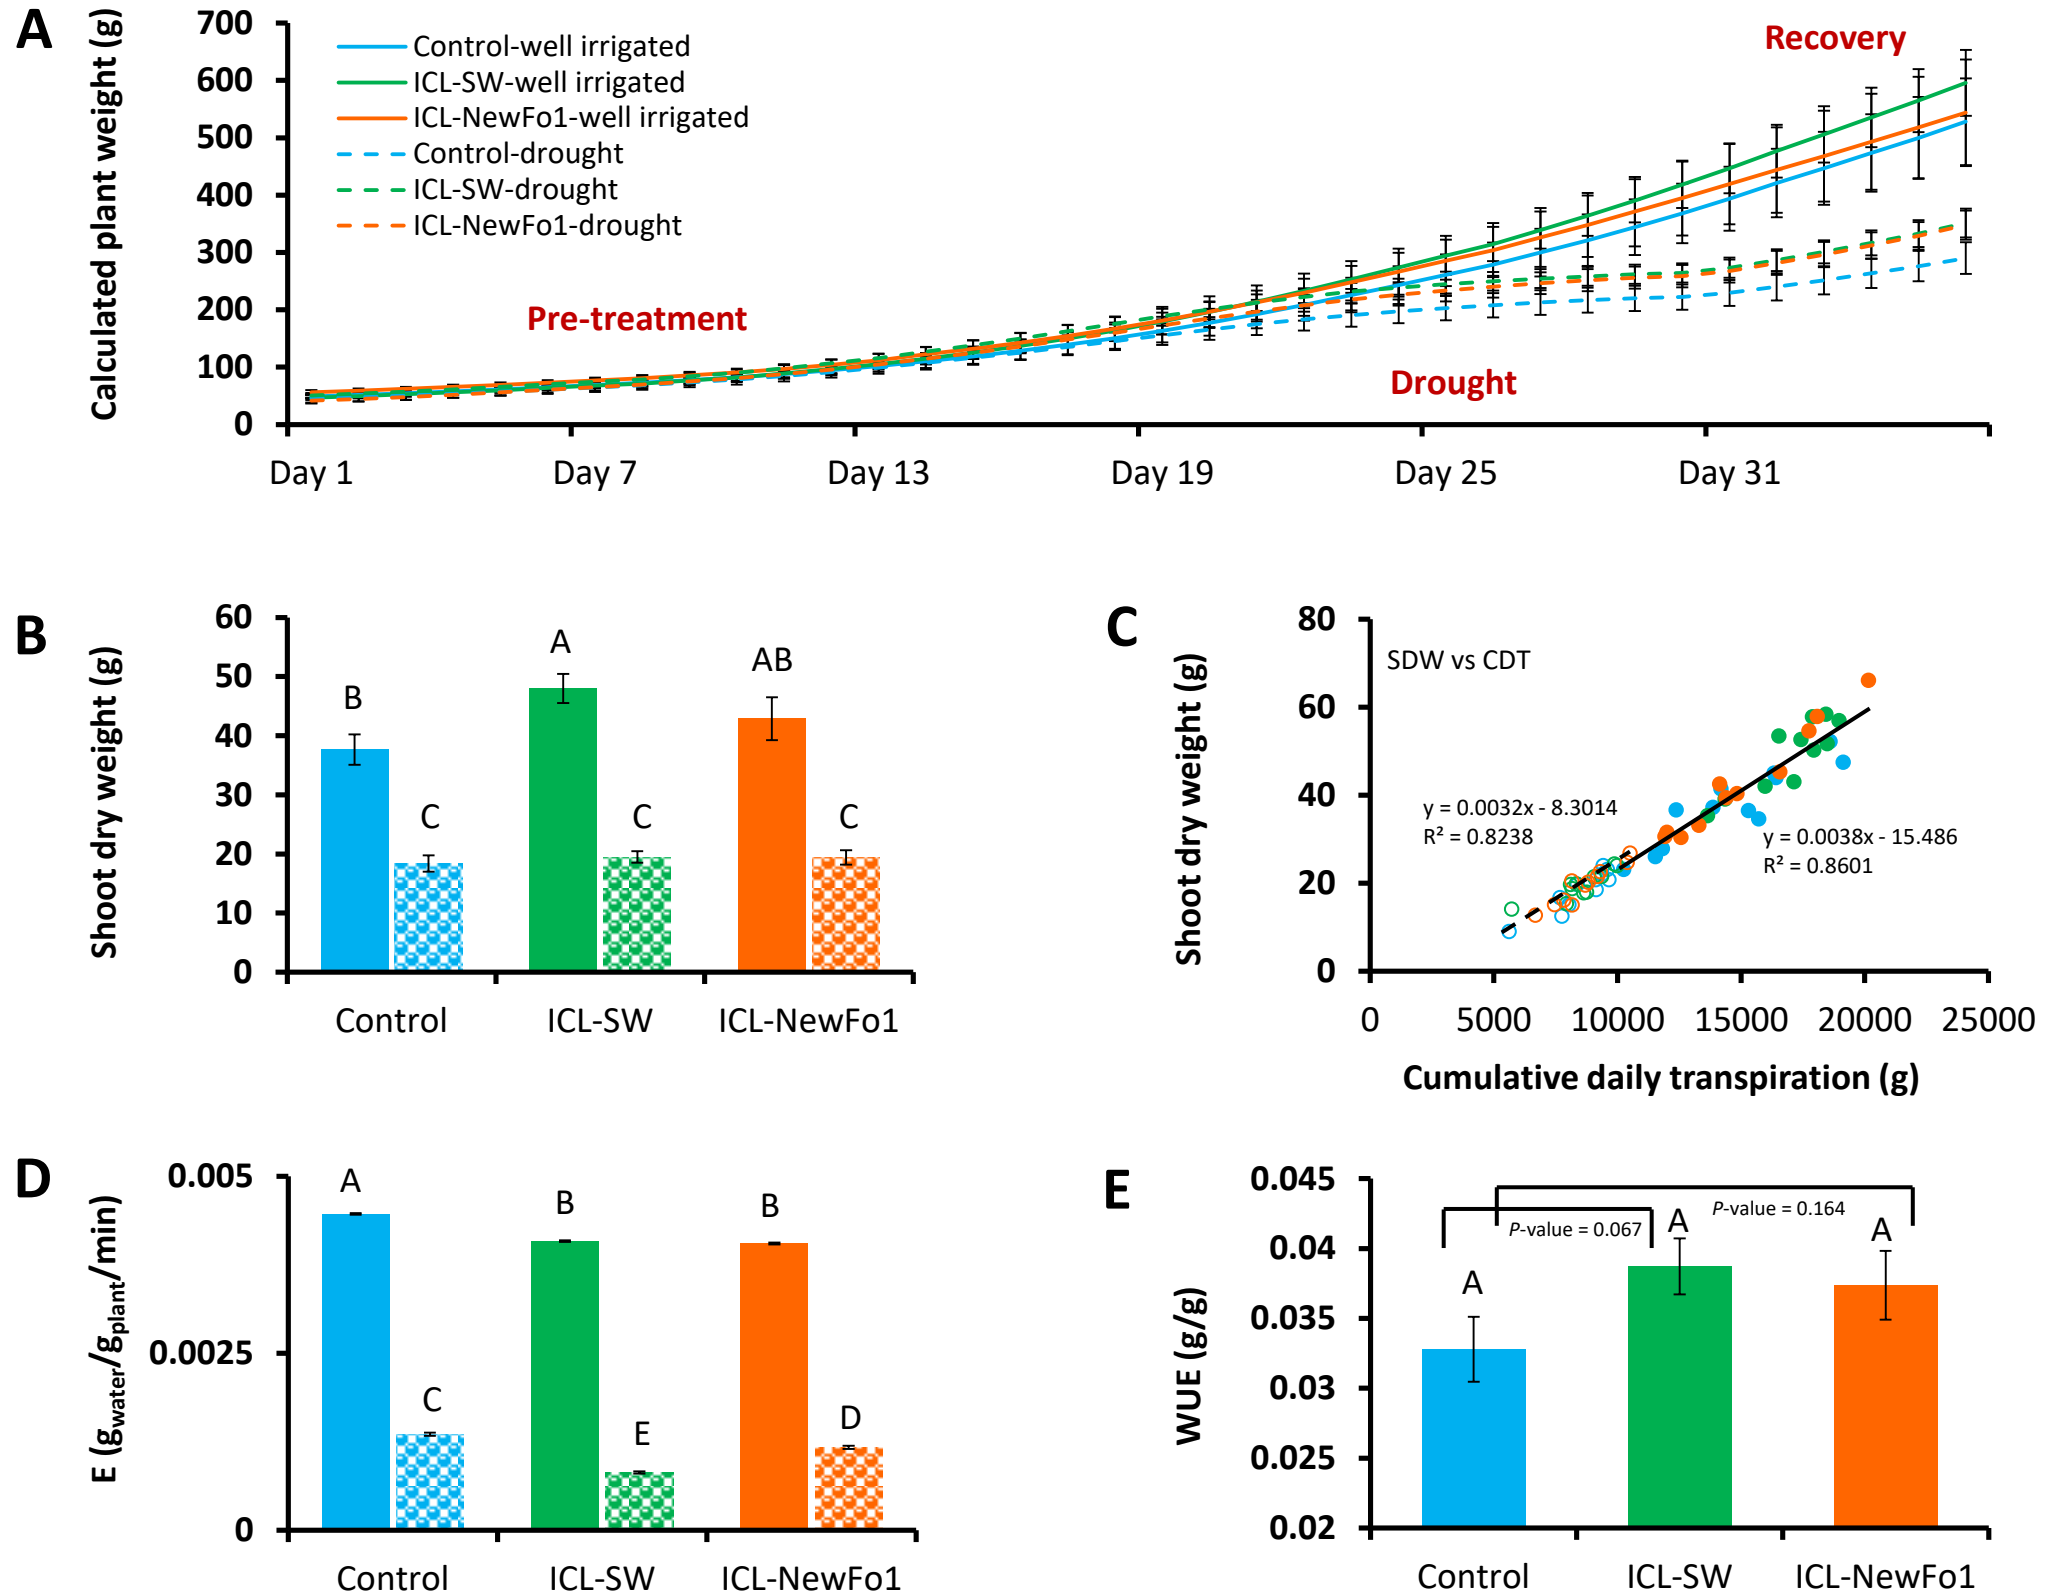 A
Calculated plant weight (g)
700
600
500
400
300
200
100
0
Control-well irrigated
ICL-SW-well irrigated
ICL-NewFo1-well irrigated
Control-drought
ICL-SW-drought
ICL-NewFo1-drought
Pre-treatment
Drought
Recovery
Day 1
Day 7
Day 13
Day 19
Day 25
Day 31
B
Shoot dry weight (g)
60
50
40
30
20
10
0
B
C
A
C
AB
C
Control
ICL-SW
ICL-NewFo1
C
Shoot dry weight (g)
80
60
40
20
0
SDW vs CDT
y = 0.0032x - 8.3014
R² = 0.8238
y = 0.0038x - 15.486
R² = 0.8601
0
5000
10000
15000
20000
25000
Cumulative daily transpiration (g)
D
E (gwater/gplant/min)
0.005
0.0025
0
A
C
B
E
B
D
Control
ICL-SW
ICL-NewFo1
E
WUE (g/g)
0.045
0.04
0.035
0.03
0.025
0.02
P-value = 0.067
P-value = 0.164
A
A
A
Control
ICL-SW
ICL-NewFo1